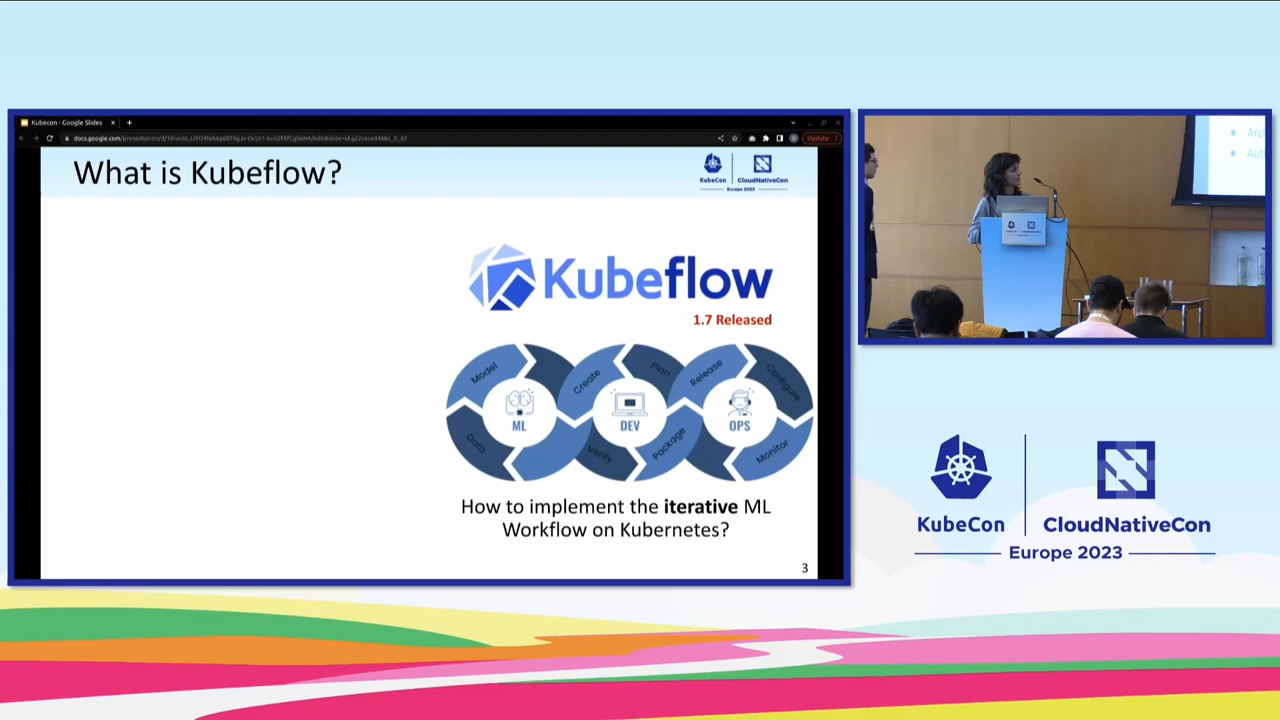 Kubecon - Google Slides
Update
What is Kubeflow?
KubeCon
CloudNativeCon
Europe 2023
Kubeflow
1.7 Released
Model
Create
Plan
Release
Configure
ML
DEV
OPS
Data
Verify
Package
Monitor
How to implement the iterative ML
Workflow on Kubernetes?
3
KubeCon
CloudNativeCon
Europe 2023